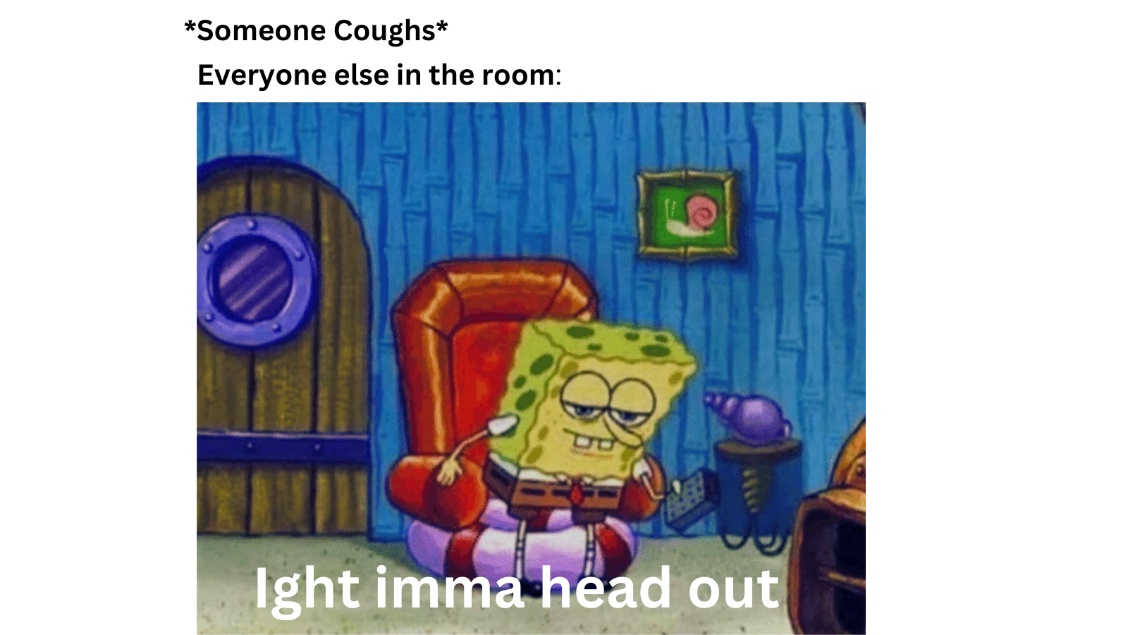 *Someone Coughs*
Everyone else in the room:
Ight imma head out